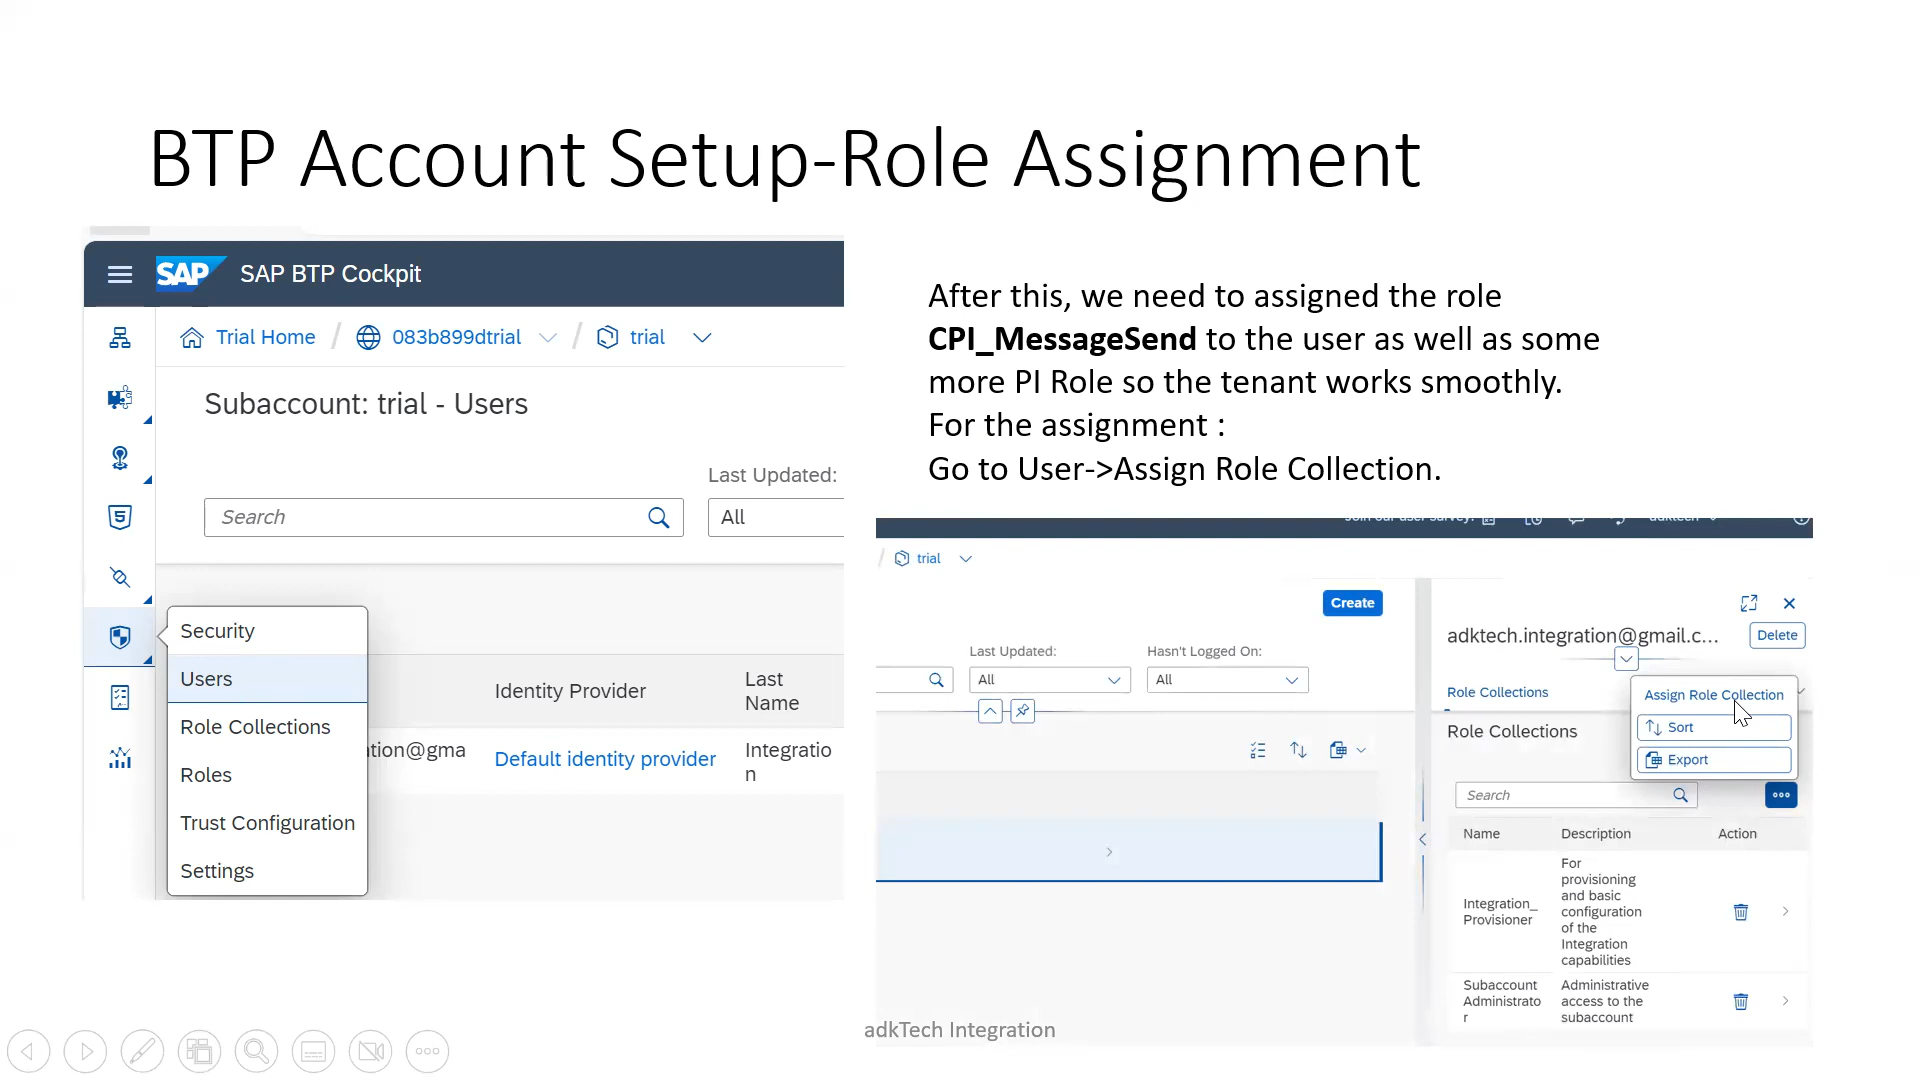 BTP Account Setup-Role Assignment
SAP SAP BTP Cockpit
Trial Home / 083b899dtrial / trial
Subaccount: trial - Users
Last Updated:
Search
All
Security
Users
Role Collections
Roles
Trust Configuration
Settings
Identity Provider
Last
Name
tion@gma
Default identity provider
Integratio
n
After this, we need to assigned the role
CPI_MessageSend to the user as well as some
more PI Role so the tenant works smoothly.
For the assignment :
Go to User->Assign Role Collection.
Join our user survey!
adktech
/ trial
Create
Last Updated:
Hasn't Logged On:
All
All
adktech.integration@gmail.c...
Delete
Role Collections
Assign Role Collection
Sort
Export
Role Collections
Search
Name
Description
Action
Integration_
Provisioner
For
provisioning
and basic
configuration
of the
Integration
capabilities
Subaccount
Administrato
r
Administrative
access to the
subaccount
adkTech Integration